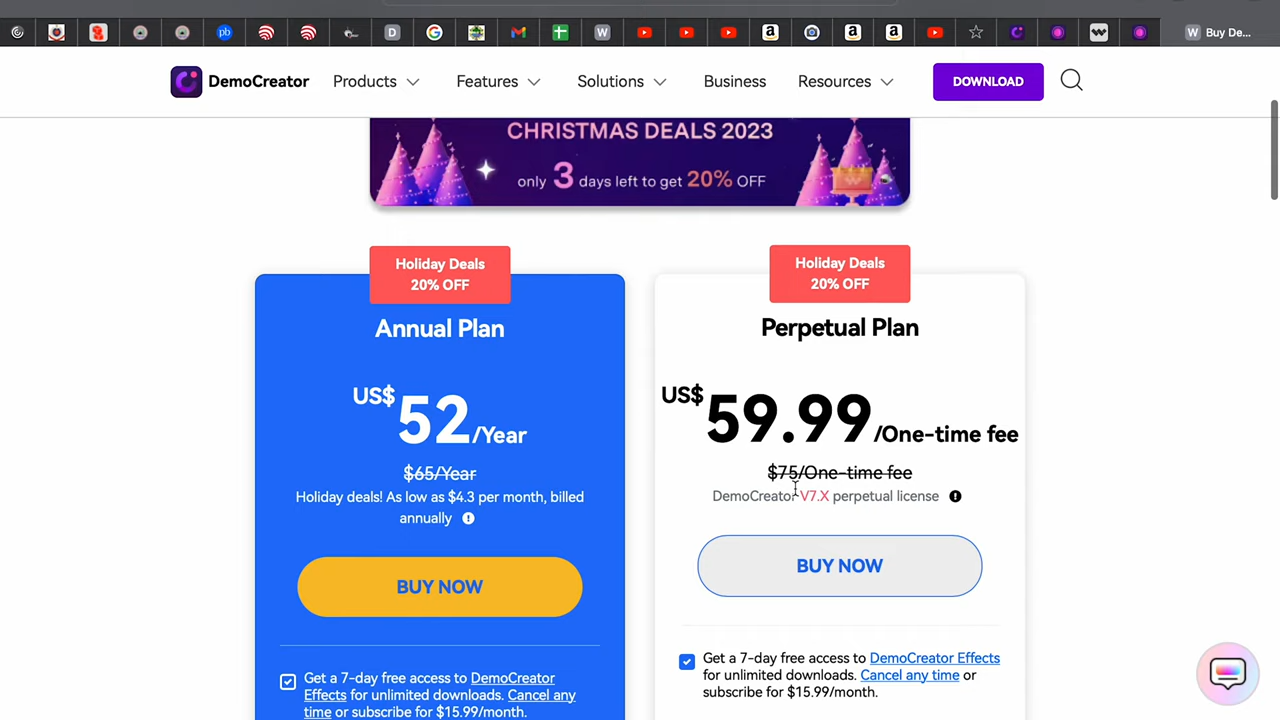 Buy De...
DemoCreator
Products
Features
Solutions
Business
Resources
DOWNLOAD
CHRISTMAS DEALS 2023
only 3 days left to get 20% OFF
Holiday Deals
20% OFF
Annual Plan
US$52/Year
$65/Year
Holiday deals! As low as $4.3 per month, billed
annually
BUY NOW
Get a 7-day free access to DemoCreator
Effects for unlimited downloads. Cancel any
time or subscribe for $15.99/month.
Holiday Deals
20% OFF
Perpetual Plan
US$59.99/One-time fee
$75/One-time fee
DemoCreator V7.X perpetual license
BUY NOW
Get a 7-day free access to DemoCreator Effects
for unlimited downloads. Cancel any time or
subscribe for $15.99/month.